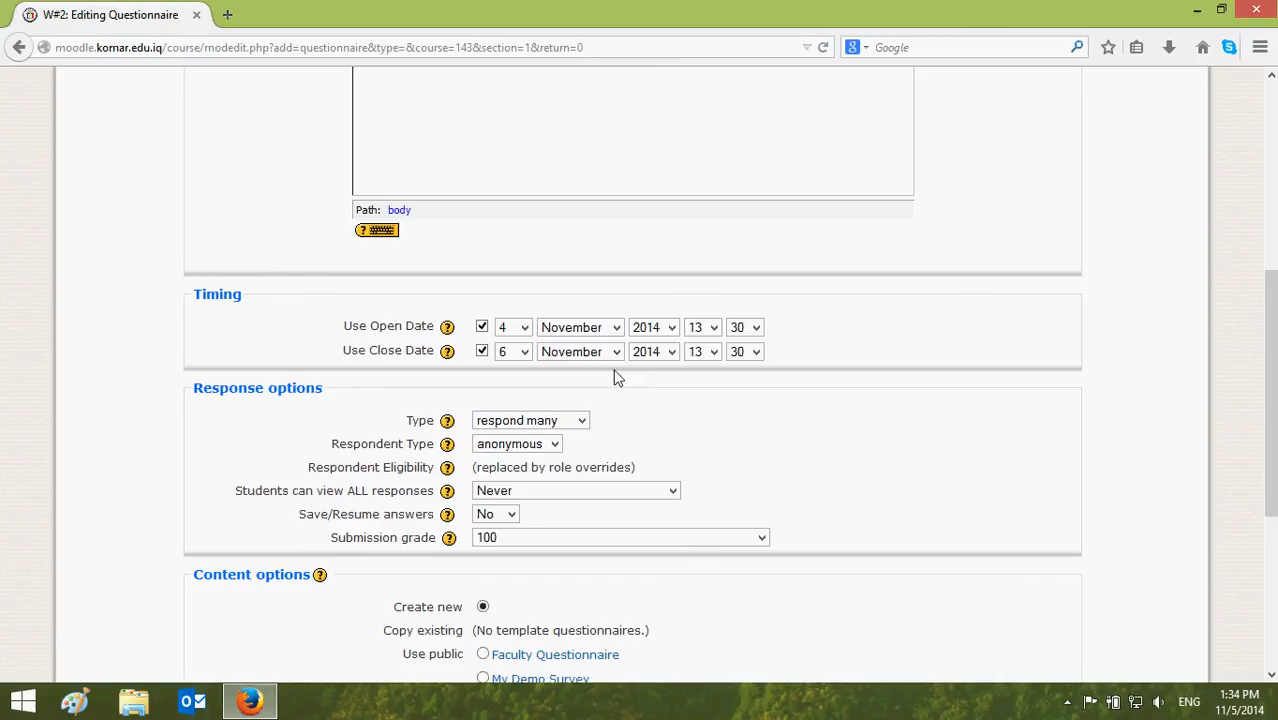 W#2: Editing Questionnaire
moodle.komar.edu.iq/course/modedit.php?add=questionnaire&type=&course=143&section=1&return=0
Google
Path: body
Timing
Use Open Date 4 November 2014 13 30
Use Close Date 6 November 2014 13 30
Response options
Type respond many
Respondent Type anonymous
Respondent Eligibility (replaced by role overrides)
Students can view ALL responses Never
Save/Resume answers No
Submission grade 100
Content options
Create new
Copy existing (No template questionnaires.)
Use public Faculty Questionnaire
My Demo Survey
ENG
1:34 PM
11/5/2014